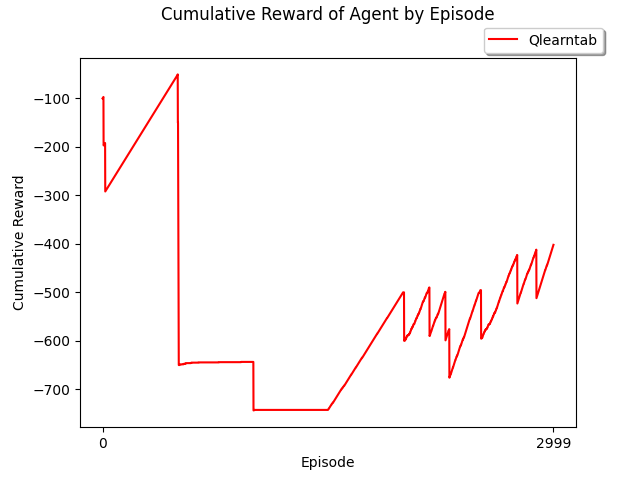 Cumulative Reward of Agent by Episode
Qlearntab
−100
−200
−300
−400
−500
−600
−700
Cumulative Reward
0
2999
Episode